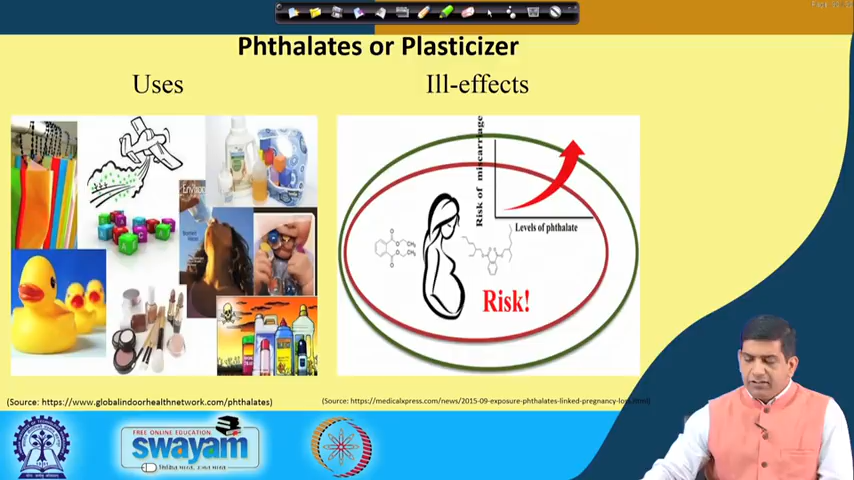 Phthalates or Plasticizer
Uses
Ill-effects
Risk of miscarriage
Levels of phthalate
Risk!
(Source: https://www.globalindoorhealthnetwork.com/phthalates)
(Source: https://medicalxpress.com/news/2015-09-exposure-phthalates-linked-pregnancy-loss.html)
FREE ONLINE EDUCATION
swayam